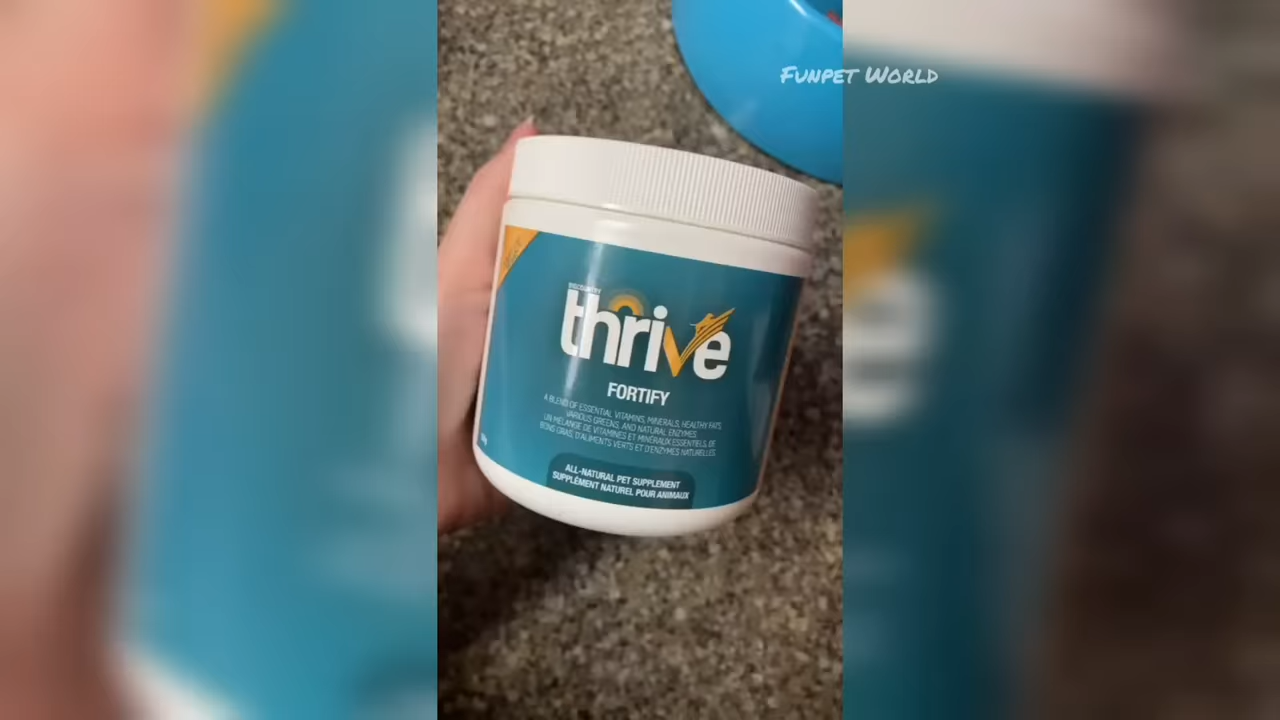 Funpet World
thrive
FORTIFY
A BLEND OF ESSENTIAL VITAMINS, MINERALS, HEALTHY FATS,
VARIOUS GREENS, AND NATURAL ENZYMES
UN MÉLANGE DE VITAMINES ET MINÉRAUX ESSENTIELS, DE
BONS GRAS, D'ALIMENTS VERTS ET D'ENZYMES NATURELLES
ALL-NATURAL PET SUPPLEMENT
SUPPLÉMENT NATUREL POUR ANIMAUX